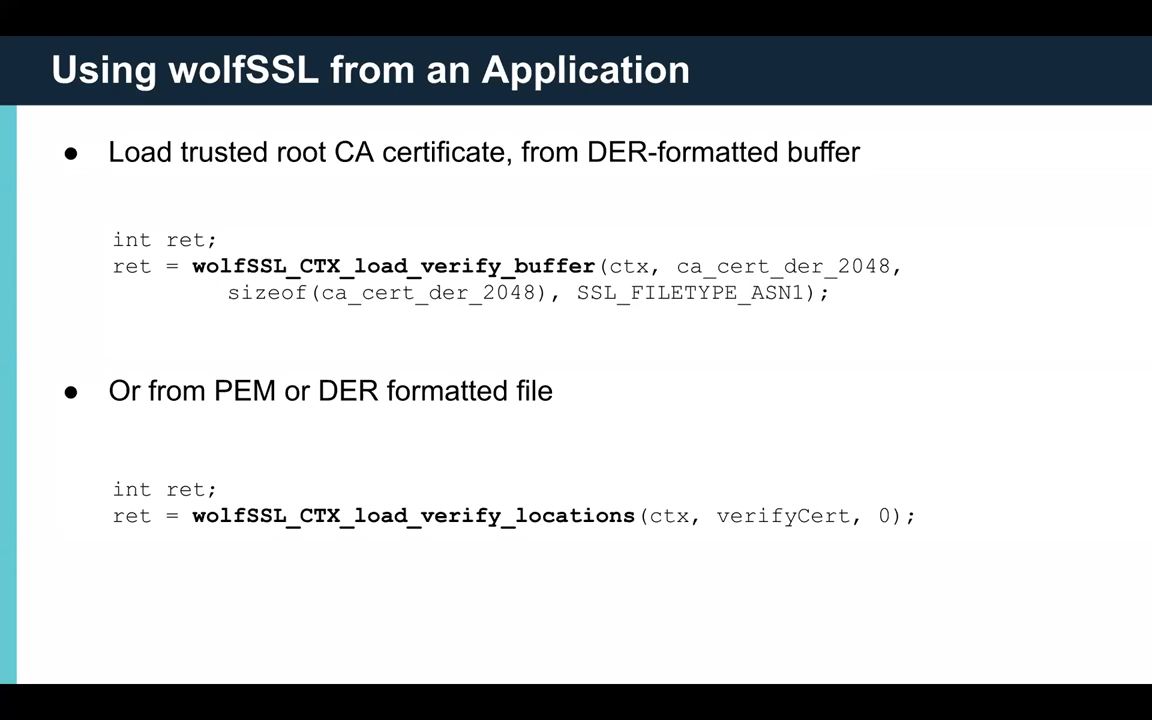 Using wolfSSL from an Application
● Load trusted root CA certificate, from DER-formatted buffer
int ret;
ret = wolfSSL_CTX_load_verify_buffer(ctx, ca_cert_der_2048,
sizeof(ca_cert_der_2048), SSL_FILETYPE_ASN1);
● Or from PEM or DER formatted file
int ret;
ret = wolfSSL_CTX_load_verify_locations(ctx, verifyCert, 0);